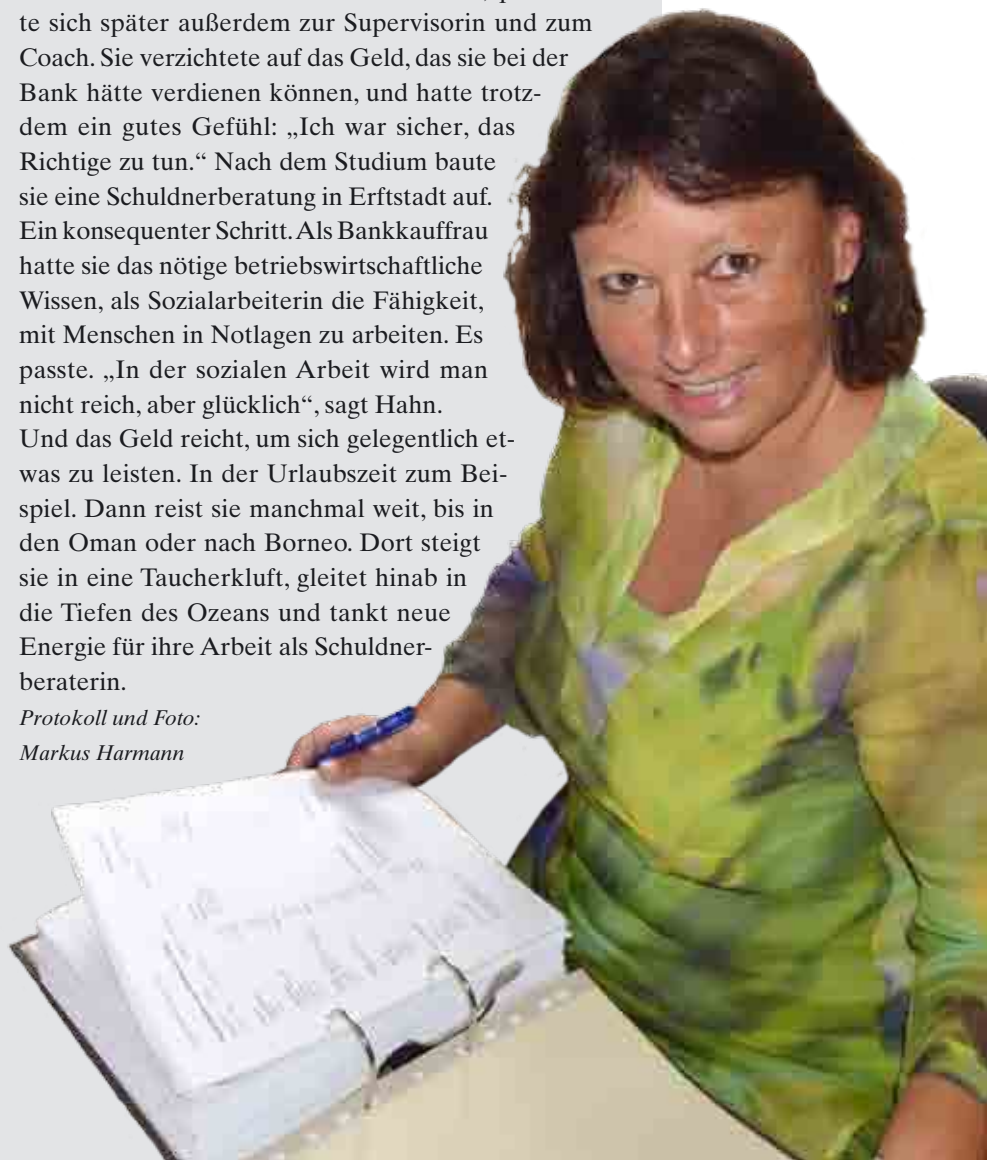 te sich später außerdem zur Supervisorin und zum
Coach. Sie verzichtete auf das Geld, das sie bei der
Bank hätte verdienen können, und hatte trotz-
dem ein gutes Gefühl: „Ich war sicher, das
Richtige zu tun.“ Nach dem Studium baute
sie eine Schuldnerberatung in Erftstadt auf.
Ein konsequenter Schritt. Als Bankkauffrau
hatte sie das nötige betriebswirtschaftliche
Wissen, als Sozialarbeiterin die Fähigkeit,
mit Menschen in Notlagen zu arbeiten. Es
passte. „In der sozialen Arbeit wird man
nicht reich, aber glücklich“, sagt Hahn.
Und das Geld reicht, um sich gelegentlich et-
was zu leisten. In der Urlaubszeit zum Bei-
spiel. Dann reist sie manchmal weit, bis in
den Oman oder nach Borneo. Dort steigt
sie in eine Taucherkluft, gleitet hinab in
die Tiefen des Ozeans und tankt neue
Energie für ihre Arbeit als Schuldner-
beraterin.
Protokoll und Foto:
Markus Harmann